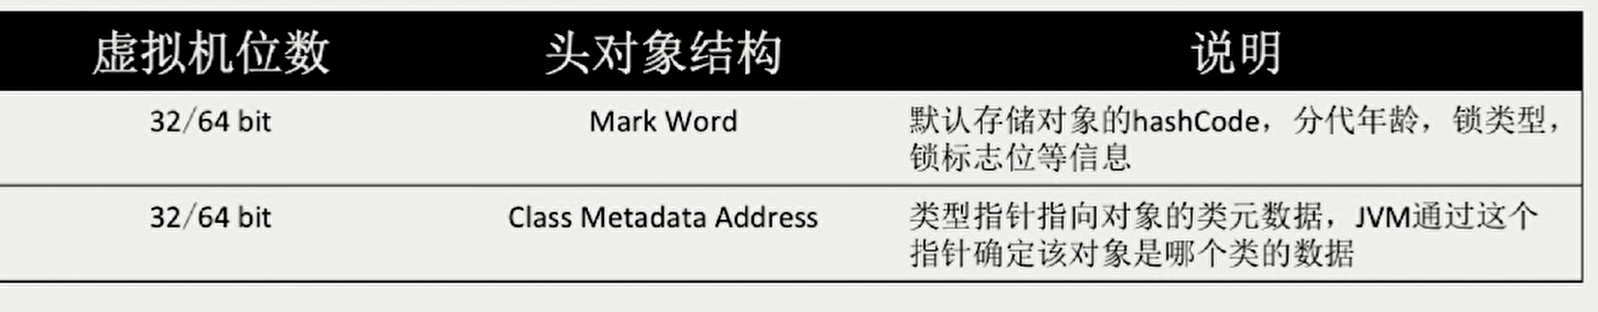 虚拟机位数 头对象结构 说明
32/64 bit Mark Word 默认存储对象的hashCode，分代年龄，锁类型，
锁标志位等信息
32/64 bit Class Metadata Address 类型指针指向对象的类元数据，JVM通过这个
指针确定该对象是哪个类的数据